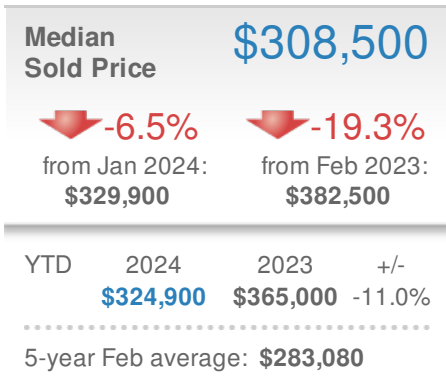 Median
Sold Price
$308,500
-6.5%
from Jan 2024:
$329,900
-19.3%
from Feb 2023:
$382,500
YTD 2024 2023 +/-
$324,900 $365,000 -11.0%
5-year Feb average: $283,080